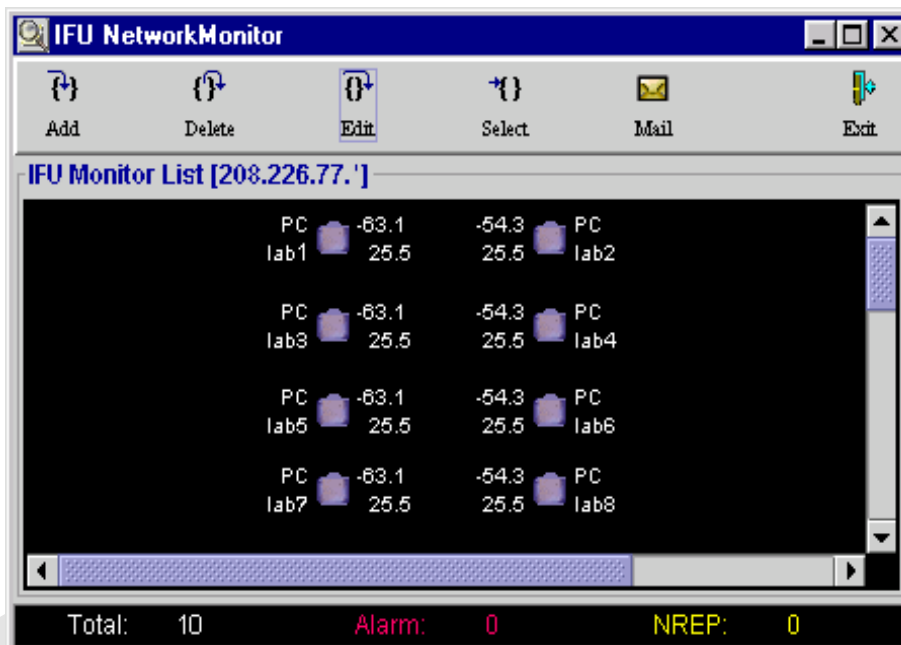 IFU NetworkMonitor
Add Delete Edit Select Mail Exit
IFU Monitor List [208.226.77.']
PC -63.1 -54.3 PC
lab1 25.5 25.5 lab2
PC -63.1 -54.3 PC
lab3 25.5 25.5 lab4
PC -63.1 -54.3 PC
lab5 25.5 25.5 lab6
PC -63.1 -54.3 PC
lab7 25.5 25.5 lab8
Total: 10 Alarm: 0 NREP: 0